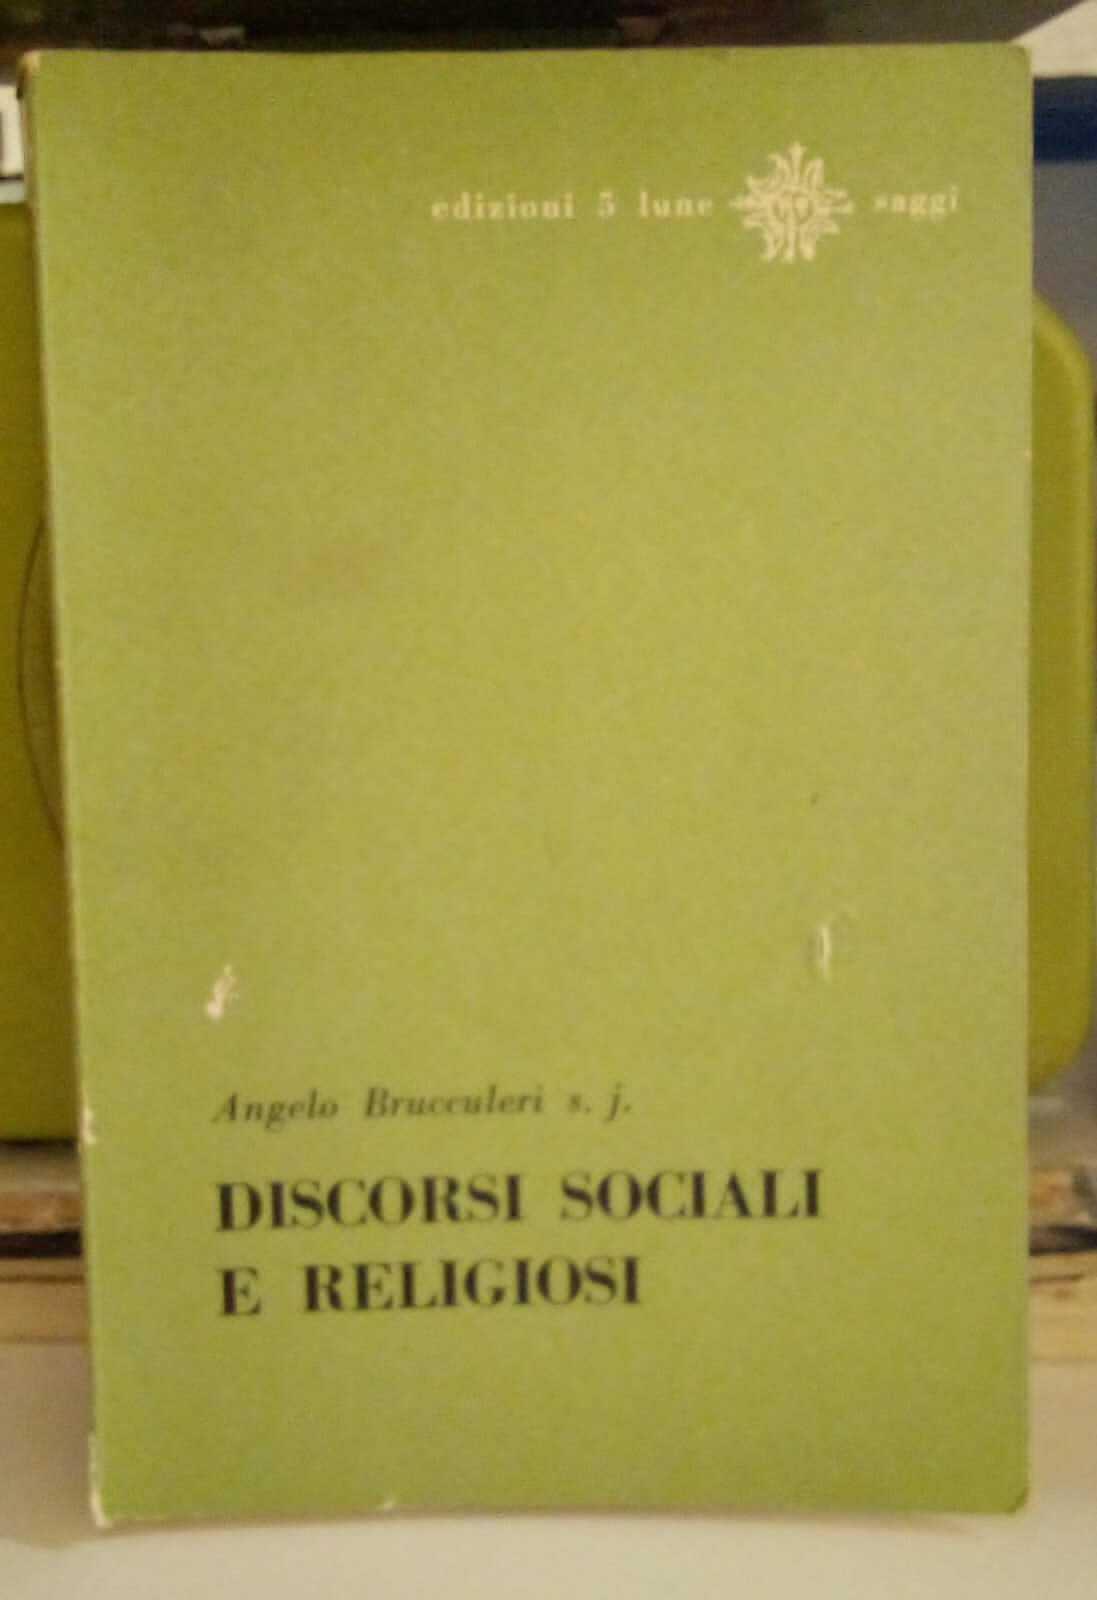 edizioni 5 lune saggi
Angelo Brucculeri s. j.
DISCORSI SOCIALI
E RELIGIOSI